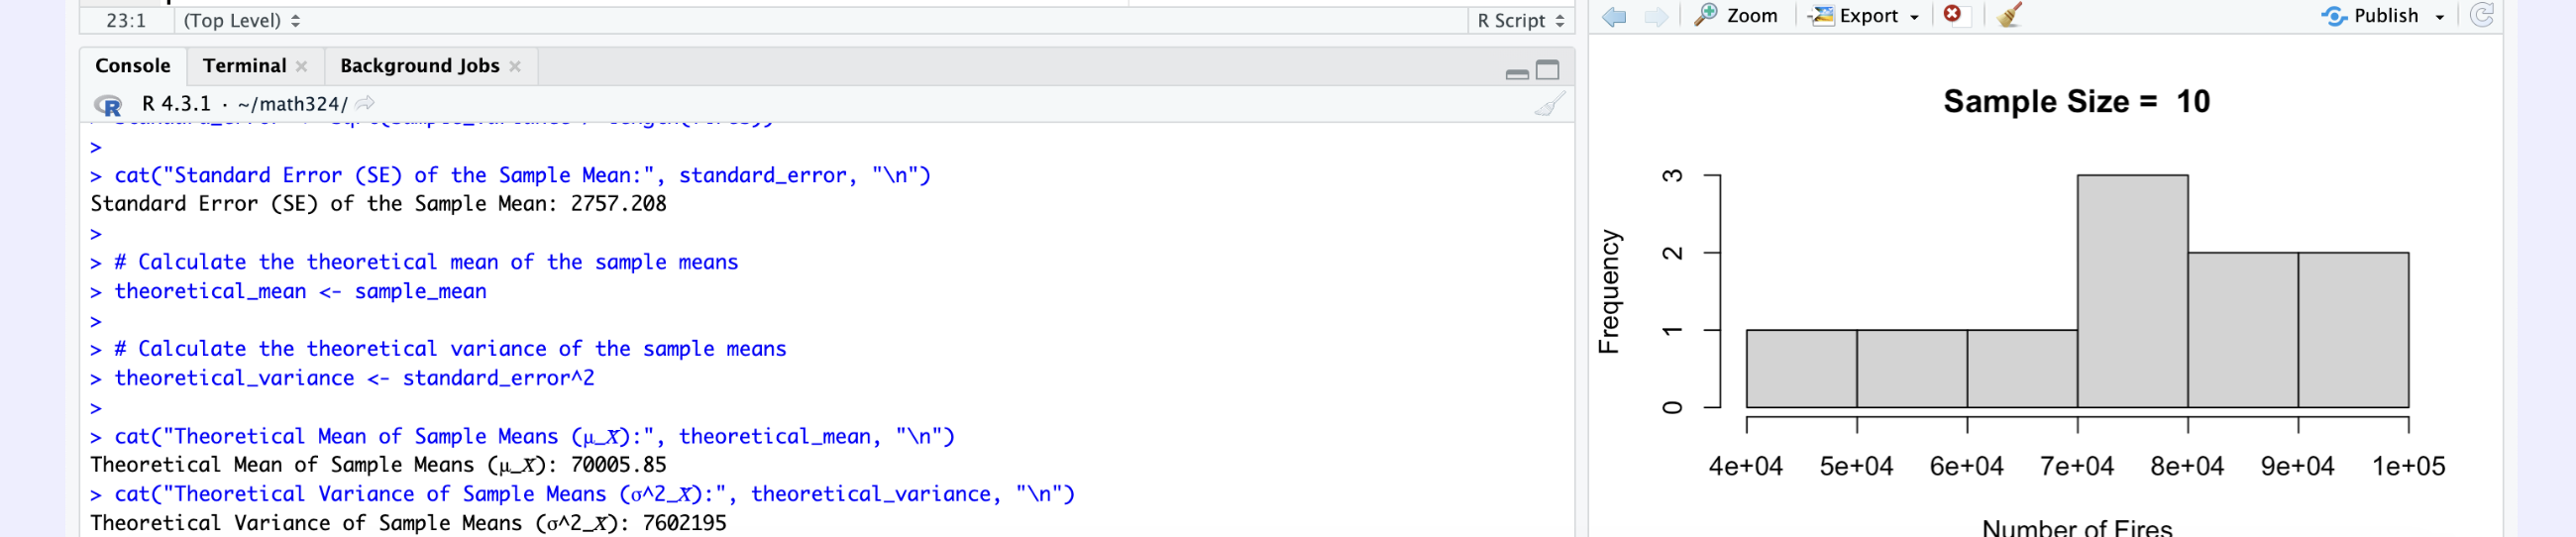 23:1 (Top Level) R Script
Console Terminal Background Jobs
R 4.3.1 · ~/math324/
>
> cat("Standard Error (SE) of the Sample Mean:", standard_error, "\n")
Standard Error (SE) of the Sample Mean: 2757.208
>
> # Calculate the theoretical mean of the sample means
> theoretical_mean <- sample_mean
>
> # Calculate the theoretical variance of the sample means
> theoretical_variance <- standard_error^2
>
> cat("Theoretical Mean of Sample Means (μ_X):", theoretical_mean, "\n")
Theoretical Mean of Sample Means (μ_X): 70005.85
> cat("Theoretical Variance of Sample Means (σ^2_X):", theoretical_variance, "\n")
Theoretical Variance of Sample Means (σ^2_X): 7602195
Zoom Export Publish
Sample Size = 10
Frequency
3
2
1
0
4e+04 5e+04 6e+04 7e+04 8e+04 9e+04 1e+05
Number of Fires